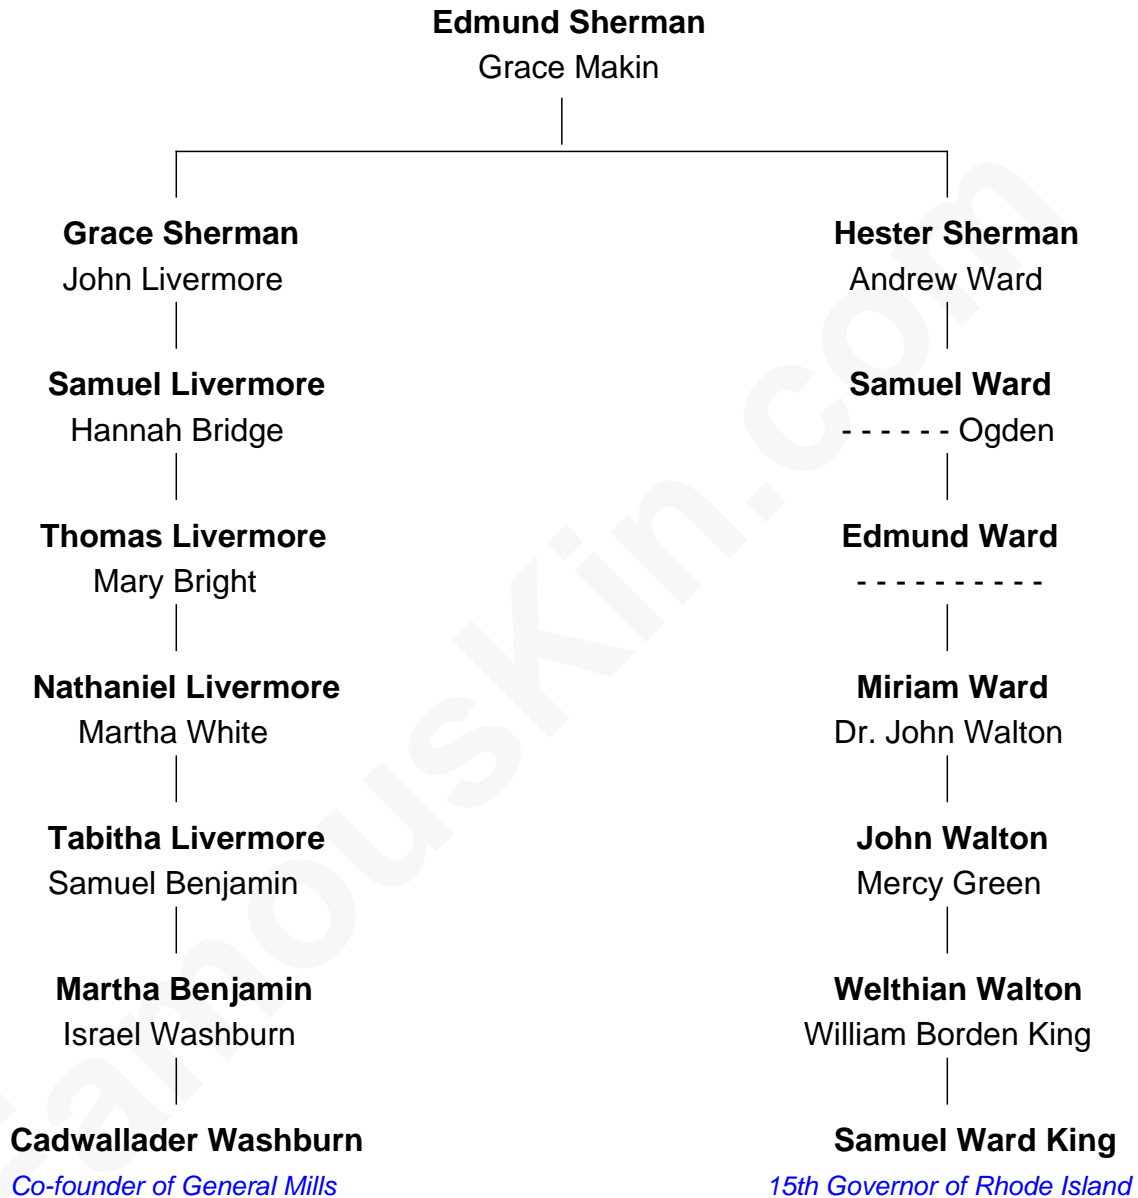 Edmund Sherman
Grace Makin
Grace Sherman
John Livermore
Hester Sherman
Andrew Ward
Samuel Livermore
Hannah Bridge
Samuel Ward
- - - - - - Ogden
Thomas Livermore
Mary Bright
Edmund Ward
- - - - - - - - - -
Nathaniel Livermore
Martha White
Miriam Ward
Dr. John Walton
Tabitha Livermore
Samuel Benjamin
John Walton
Mercy Green
Martha Benjamin
Israel Washburn
Welthian Walton
William Borden King
Cadwallader Washburn
Co-founder of General Mills
Samuel Ward King
15th Governor of Rhode Island
FamousKin.com